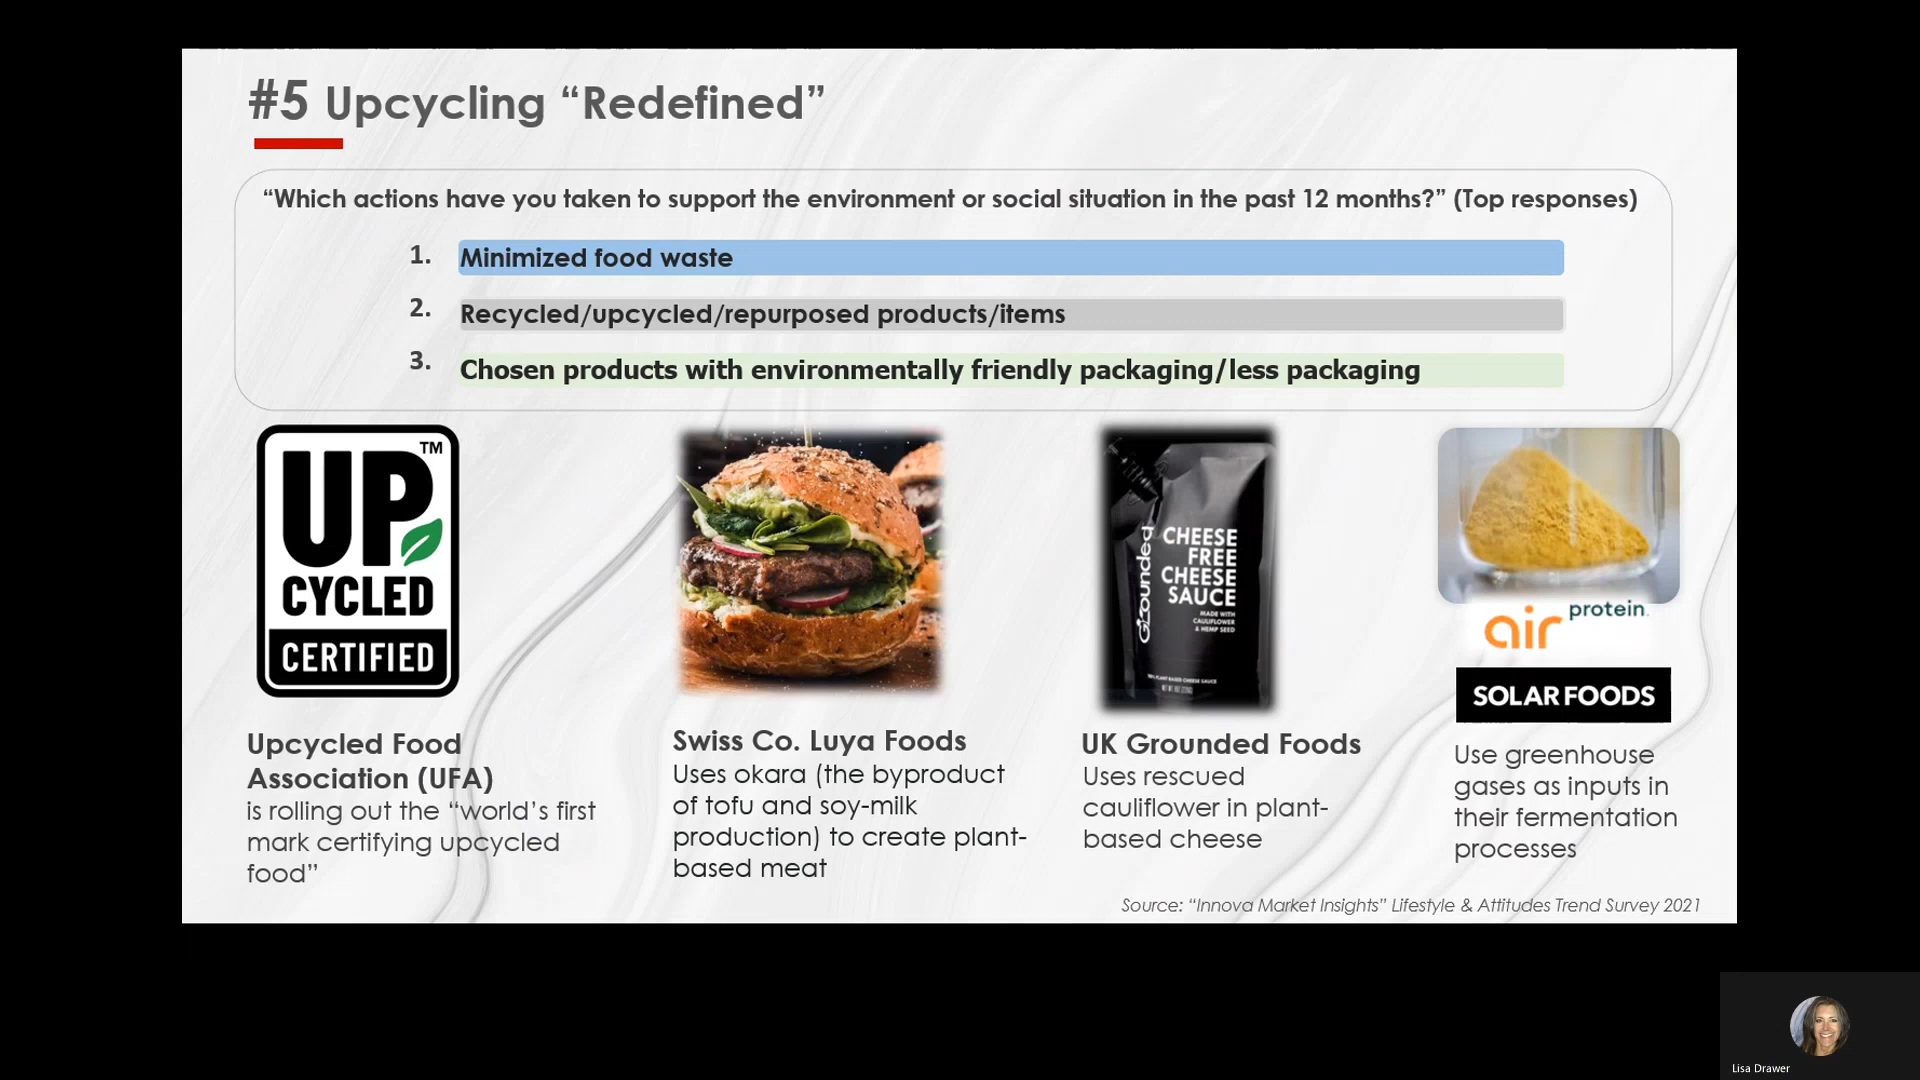 #5 Upcycling “Redefined”
“Which actions have you taken to support the environment or social situation in the past 12 months?” (Top responses)
1. Minimized food waste
2. Recycled/upcycled/repurposed products/items
3. Chosen products with environmentally friendly packaging/less packaging
UP TM
CYCLED
CERTIFIED
Upcycled Food
Association (UFA)
is rolling out the “world’s first
mark certifying upcycled
food”
Swiss Co. Luya Foods
Uses okara (the byproduct
of tofu and soy-milk
production) to create plant-
based meat
Grounded
CHEESE
FREE
CHEESE
SAUCE
MADE WITH
CAULIFLOWER
& HEMP SEED
UK Grounded Foods
Uses rescued
cauliflower in plant-
based cheese
air protein
SOLAR FOODS
Use greenhouse
gases as inputs in
their fermentation
processes
Source: “Innova Market Insights” Lifestyle & Attitudes Trend Survey 2021
Lisa Drawer